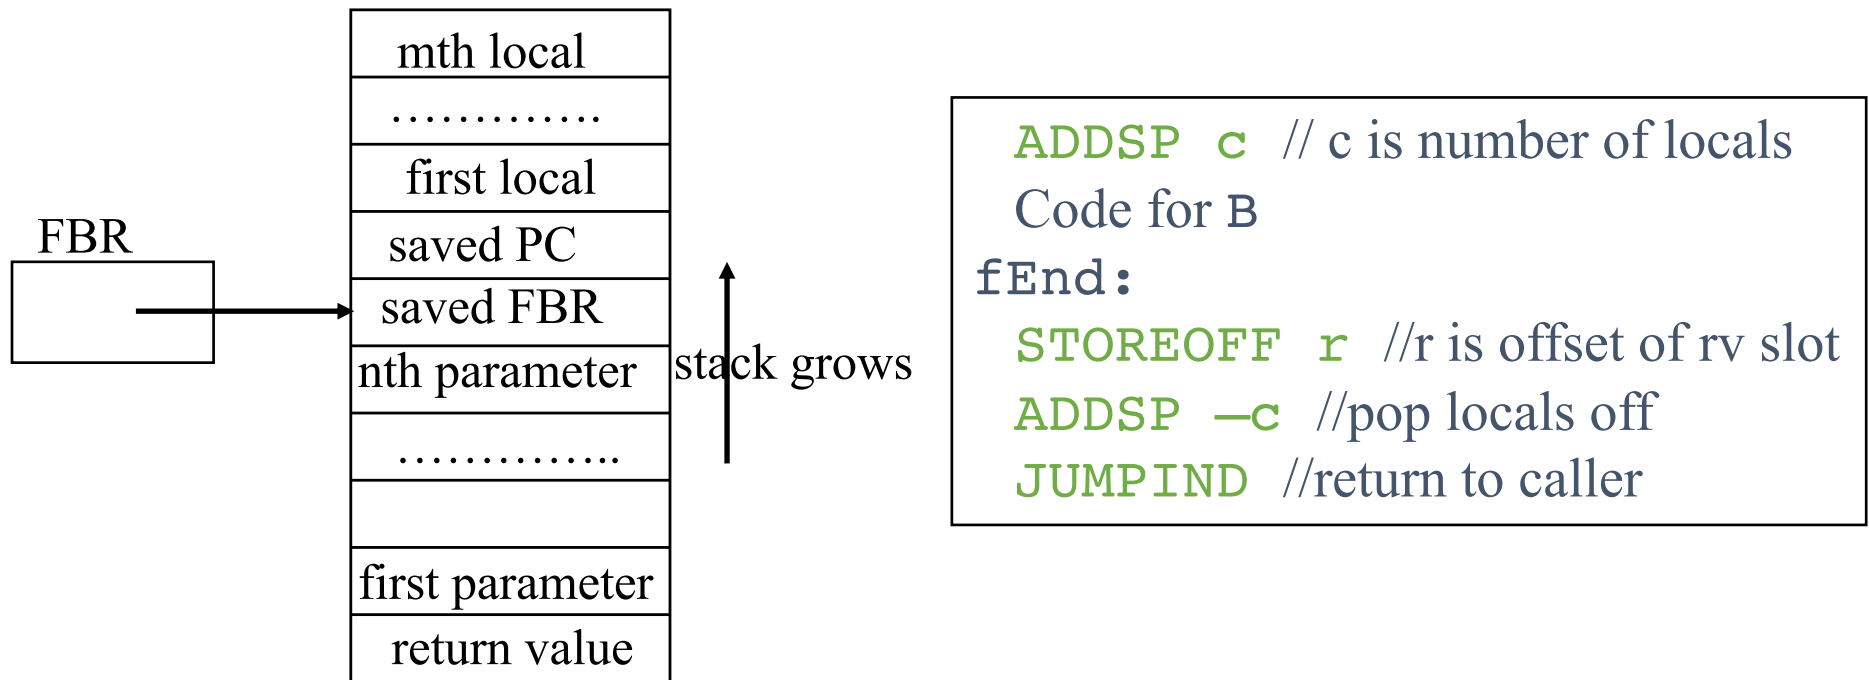 mth local
………….
first local
FBR
saved PC
saved FBR
nth parameter
stack grows
…………..
first parameter
return value
ADDSP c // c is number of locals
Code for B
fEnd:
STOREOFF r //r is offset of rv slot
ADDSP –c //pop locals off
JUMPIND //return to caller